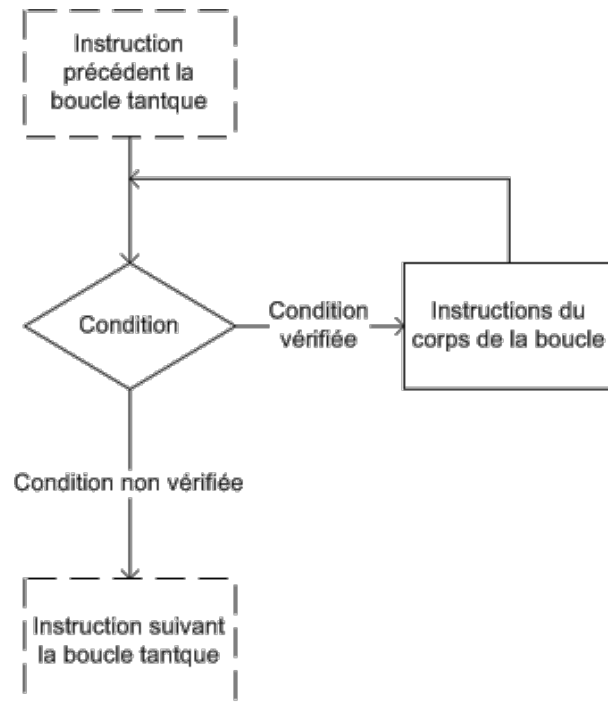 Instruction
précédent la
boucle tantque
Condition
Condition
vérifiée
Instructions du
corps de la boucle
Condition non vérifiée
Instruction suivant
la boucle tantque